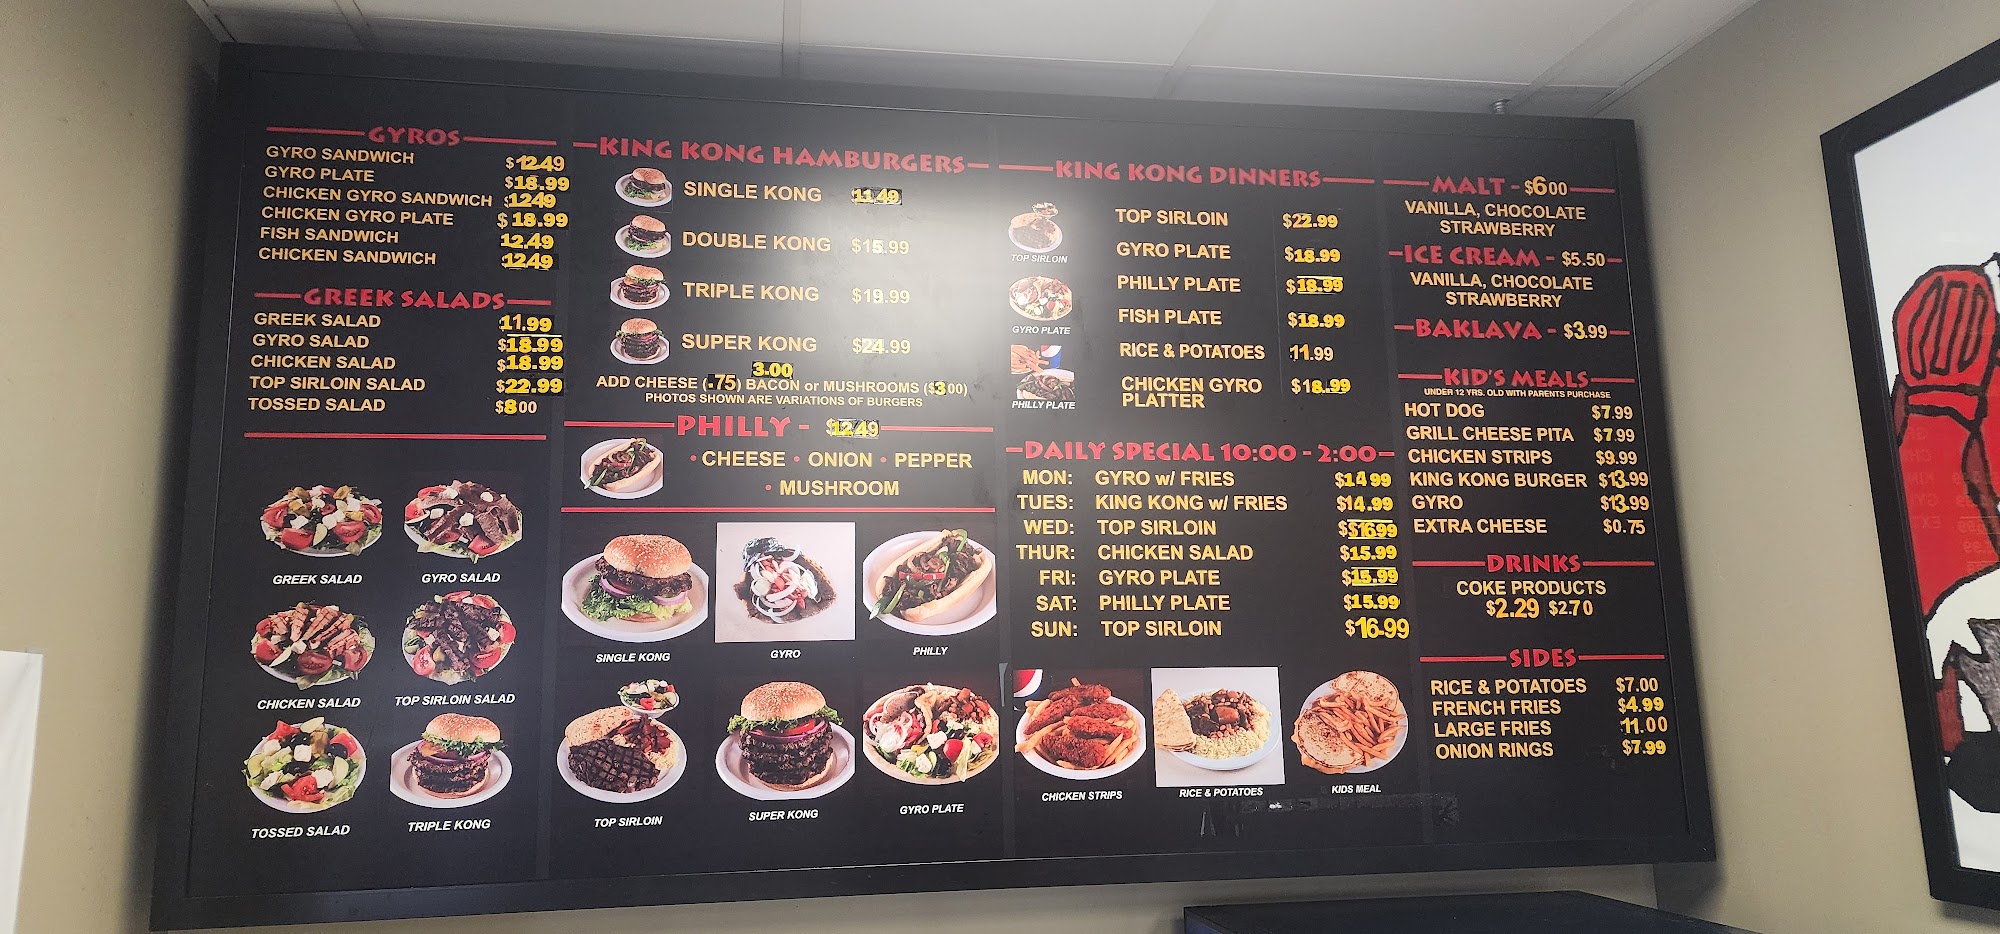 GYROS
GYRO SANDWICH $12.49
GYRO PLATE $18.99
CHICKEN GYRO SANDWICH $1249
CHICKEN GYRO PLATE $18.99
FISH SANDWICH 12.49
CHICKEN SANDWICH 1249
GREEK SALADS
GREEK SALAD 11.99
GYRO SALAD $18.99
CHICKEN SALAD $18.99
TOP SIRLOIN SALAD $22.99
TOSSED SALAD $800
GREEK SALAD
GYRO SALAD
CHICKEN SALAD
TOP SIRLOIN SALAD
TOSSED SALAD
TRIPLE KONG
KING KONG HAMBURGERS
SINGLE KONG 11.49
DOUBLE KONG $15.99
TRIPLE KONG $19.99
SUPER KONG $24.99
3.00
ADD CHEESE (.75) BACON or MUSHROOMS ($300)
PHOTOS SHOWN ARE VARIATIONS OF BURGERS
PHILLY - $12.49
• CHEESE • ONION • PEPPER
• MUSHROOM
SINGLE KONG
GYRO
PHILLY
TOP SIRLOIN
SUPER KONG
GYRO PLATE
KING KONG DINNERS
TOP SIRLOIN $22.99
GYRO PLATE $18.99
PHILLY PLATE $18.99
FISH PLATE $18.99
RICE & POTATOES 11.99
CHICKEN GYRO $18.99
PLATTER
TOP SIRLOIN
GYRO PLATE
PHILLY PLATE
DAILY SPECIAL 10:00 - 2:00
MON: GYRO w/ FRIES $14.99
TUES: KING KONG w/ FRIES $14.99
WED: TOP SIRLOIN $$16.99
THUR: CHICKEN SALAD $15.99
FRI: GYRO PLATE $15.99
SAT: PHILLY PLATE $15.99
SUN: TOP SIRLOIN $16.99
CHICKEN STRIPS
RICE & POTATOES
KIDS MEAL
MALT - $600
VANILLA, CHOCOLATE
STRAWBERRY
ICE CREAM - $5.50
VANILLA, CHOCOLATE
STRAWBERRY
BAKLAVA - $3.99
KID'S MEALS
UNDER 12 YRS. OLD WITH PARENTS PURCHASE
HOT DOG $7.99
GRILL CHEESE PITA $7.99
CHICKEN STRIPS $9.99
KING KONG BURGER $13.99
GYRO $13.99
EXTRA CHEESE $0.75
DRINKS
COKE PRODUCTS
$2.29 $2.70
SIDES
RICE & POTATOES $7.00
FRENCH FRIES $4.99
LARGE FRIES 11.00
ONION RINGS $7.99